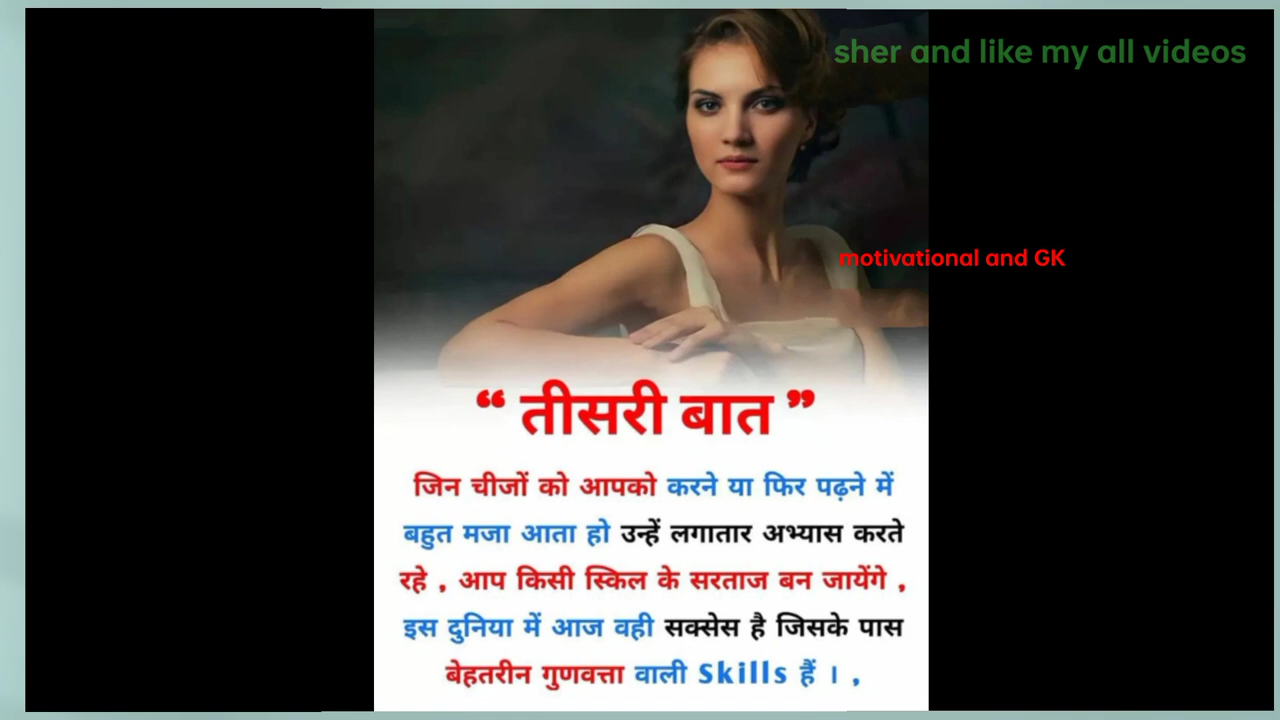 sher and like my all videos
motivational and GK
“ तीसरी बात ”
जिन चीजों को आपको करने या फिर पढ़ने में
बहुत मजा आता हो उन्हें लगातार अभ्यास करते
रहे , आप किसी स्किल के सरताज बन जायेंगे ,
इस दुनिया में आज वही सक्सेस है जिसके पास
बेहतरीन गुणवत्ता वाली Skills हैं । ,